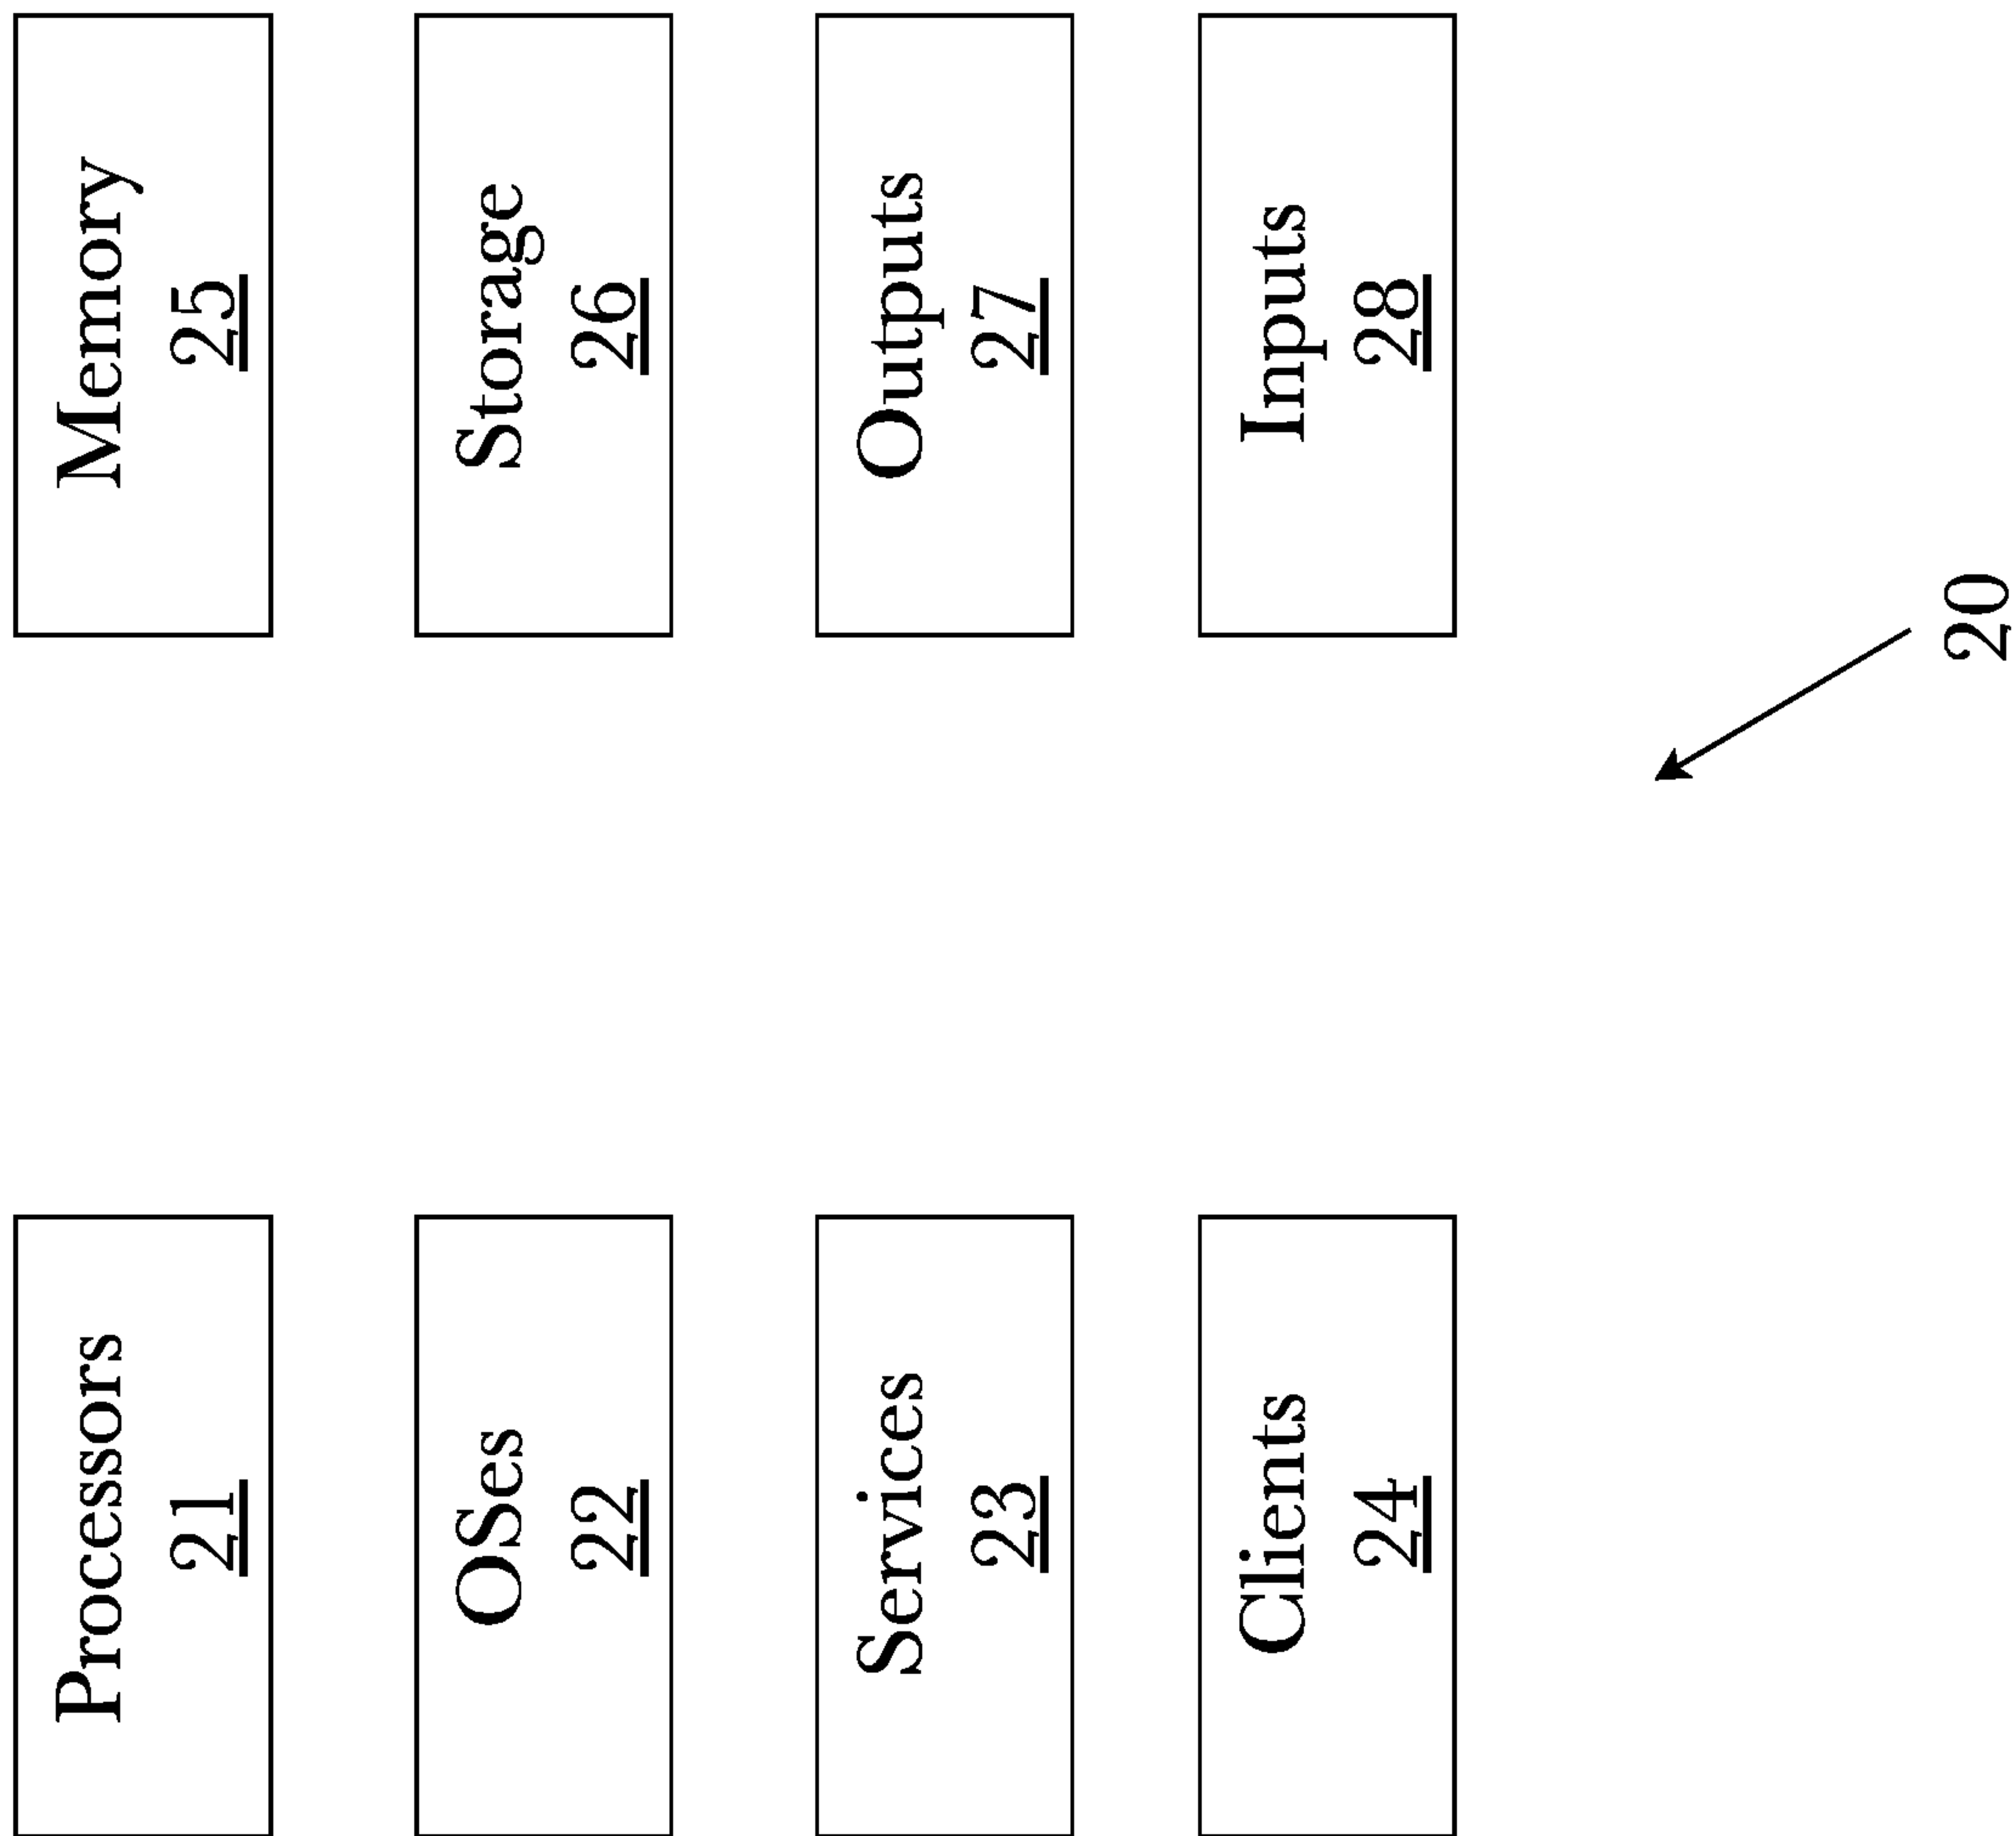 Processors
21
Memory
25
OSes
22
Storage
26
Services
23
Outputs
27
Clients
24
Inputs
28
20